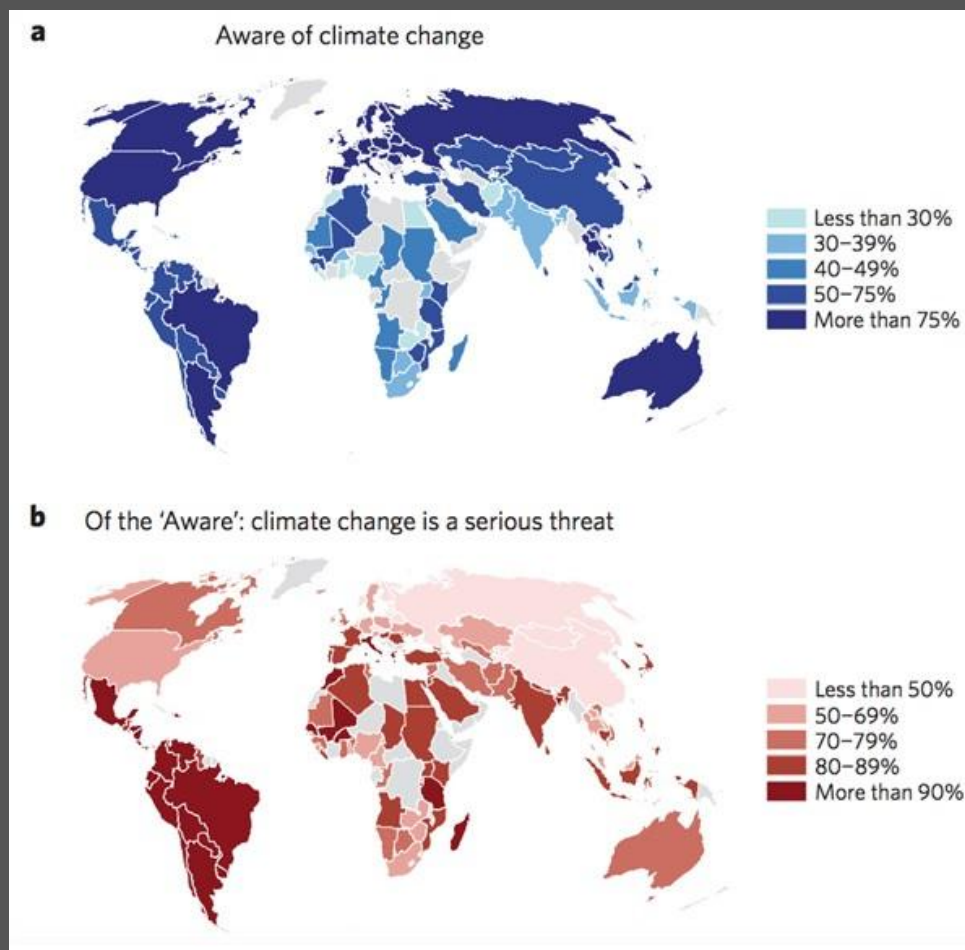 a
Aware of climate change
Less than 30%
30–39%
40–49%
50–75%
More than 75%
b
Of the ‘Aware’: climate change is a serious threat
Less than 50%
50–69%
70–79%
80–89%
More than 90%